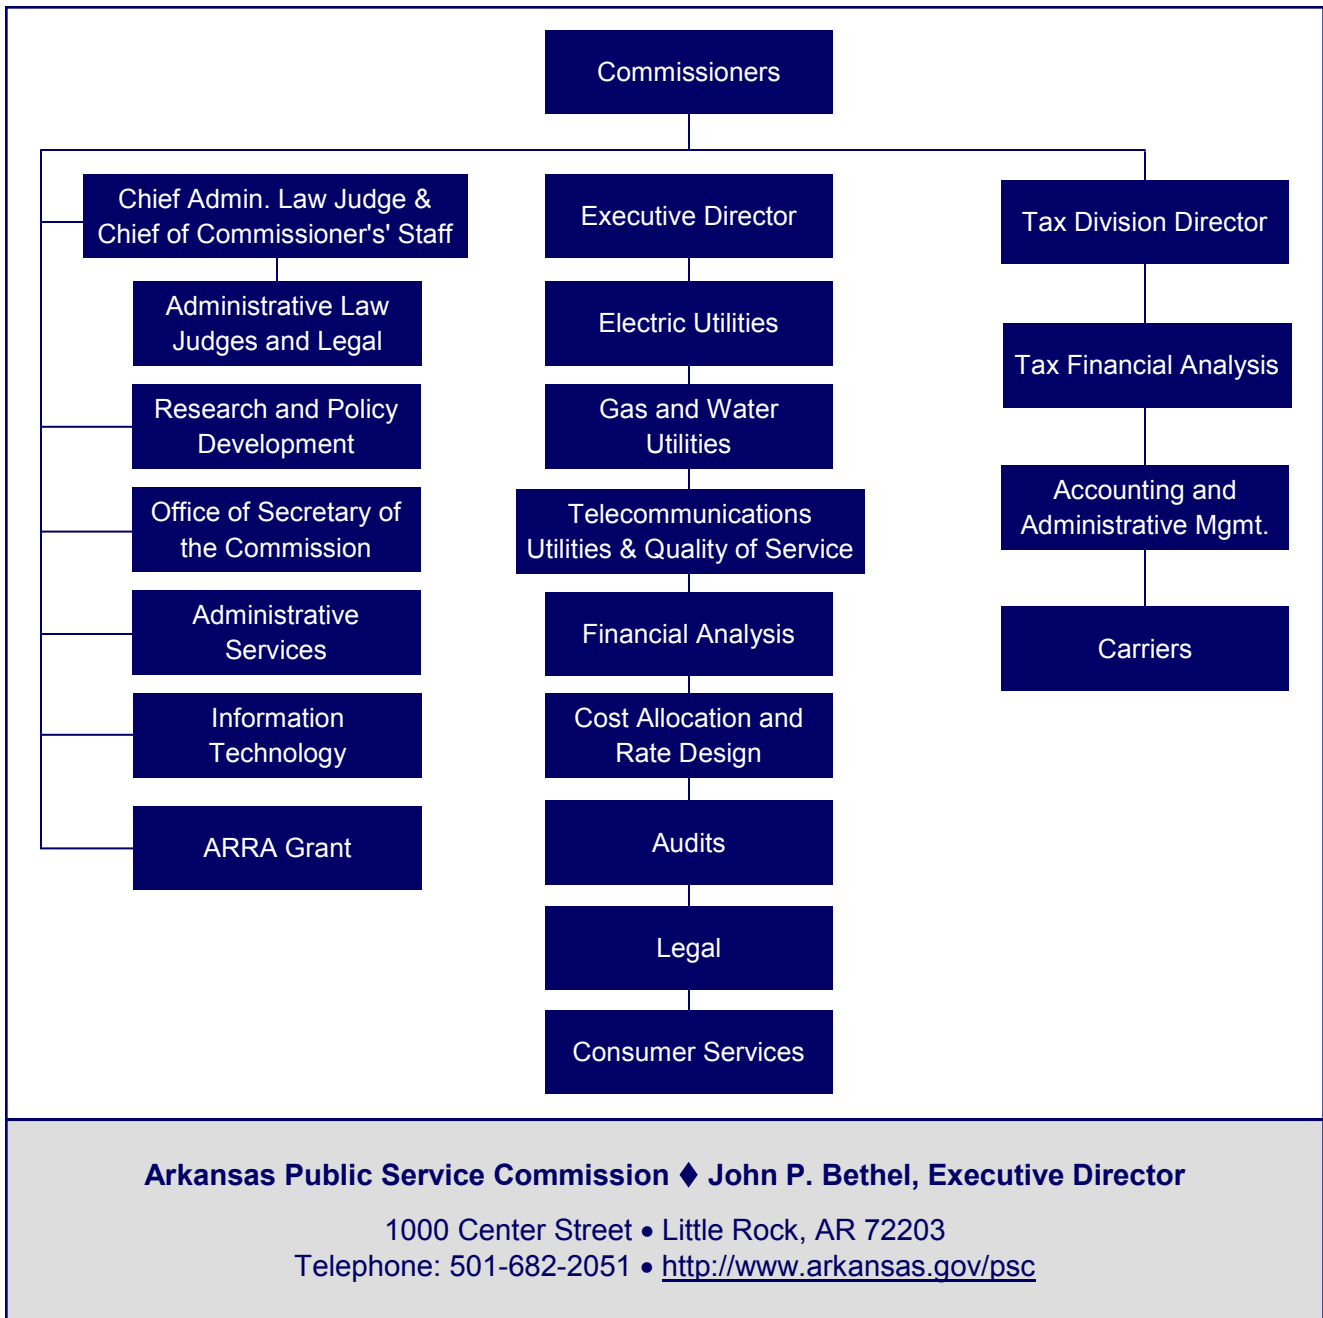 Commissioners
Chief Admin. Law Judge &
Chief of Commissioner's' Staff
Administrative Law
Judges and Legal
Research and Policy
Development
Office of Secretary of
the Commission
Administrative
Services
Information
Technology
ARRA Grant
Executive Director
Electric Utilities
Gas and Water
Utilities
Telecommunications
Utilities & Quality of Service
Financial Analysis
Cost Allocation and
Rate Design
Audits
Legal
Consumer Services
Tax Division Director
Tax Financial Analysis
Accounting and
Administrative Mgmt.
Carriers
Arkansas Public Service Commission ♦ John P. Bethel, Executive Director
1000 Center Street • Little Rock, AR 72203
Telephone: 501-682-2051 • http://www.arkansas.gov/psc